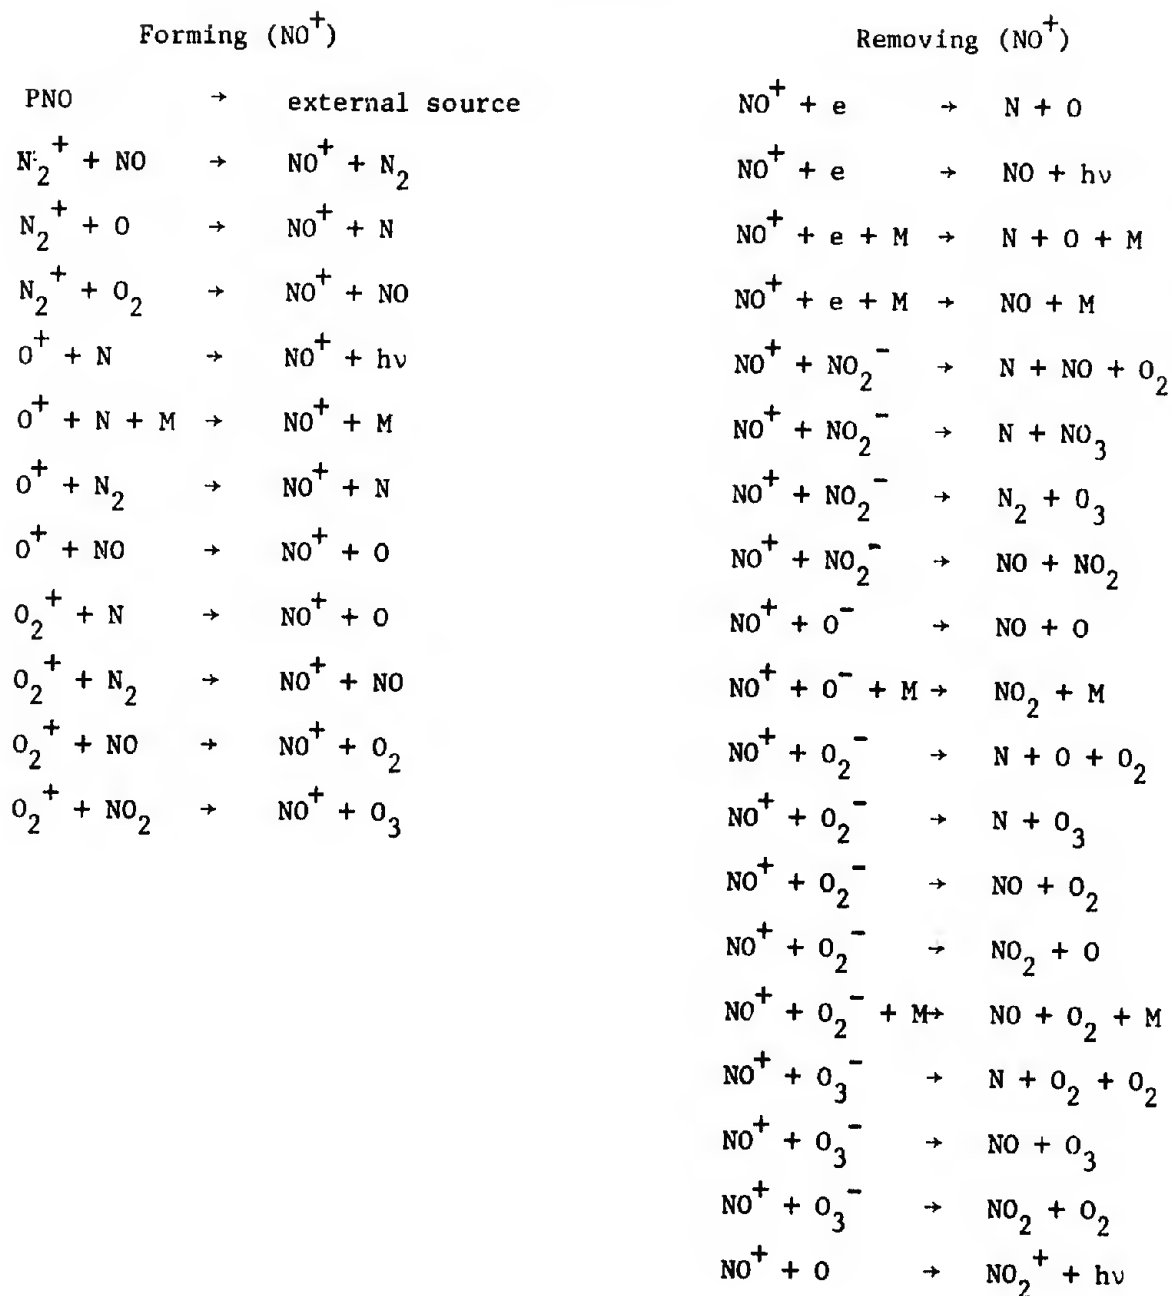 Forming (NO⁺)
PNO → external source
N₂⁺ + NO → NO⁺ + N₂
N₂⁺ + O → NO⁺ + N
N₂⁺ + O₂ → NO⁺ + NO
O⁺ + N → NO⁺ + hν
O⁺ + N + M → NO⁺ + M
O⁺ + N₂ → NO⁺ + N
O⁺ + NO → NO⁺ + O
O₂⁺ + N → NO⁺ + O
O₂⁺ + N₂ → NO⁺ + NO
O₂⁺ + NO → NO⁺ + O₂
O₂⁺ + NO₂ → NO⁺ + O₃
Removing (NO⁺)
NO⁺ + e → N + O
NO⁺ + e → NO + hν
NO⁺ + e + M → N + O + M
NO⁺ + e + M → NO + M
NO⁺ + NO₂⁻ → N + NO + O₂
NO⁺ + NO₂⁻ → N + NO₃
NO⁺ + NO₂⁻ → N₂ + O₃
NO⁺ + NO₂⁻ → NO + NO₂
NO⁺ + O⁻ → NO + O
NO⁺ + O⁻ + M → NO₂ + M
NO⁺ + O₂⁻ → N + O + O₂
NO⁺ + O₂⁻ → N + O₃
NO⁺ + O₂⁻ → NO + O₂
NO⁺ + O₂⁻ → NO₂ + O
NO⁺ + O₂⁻ + M → NO + O₂ + M
NO⁺ + O₃⁻ → N + O₂ + O₂
NO⁺ + O₃⁻ → NO + O₃
NO⁺ + O₃⁻ → NO₂ + O₂
NO⁺ + O → NO₂⁺ + hν